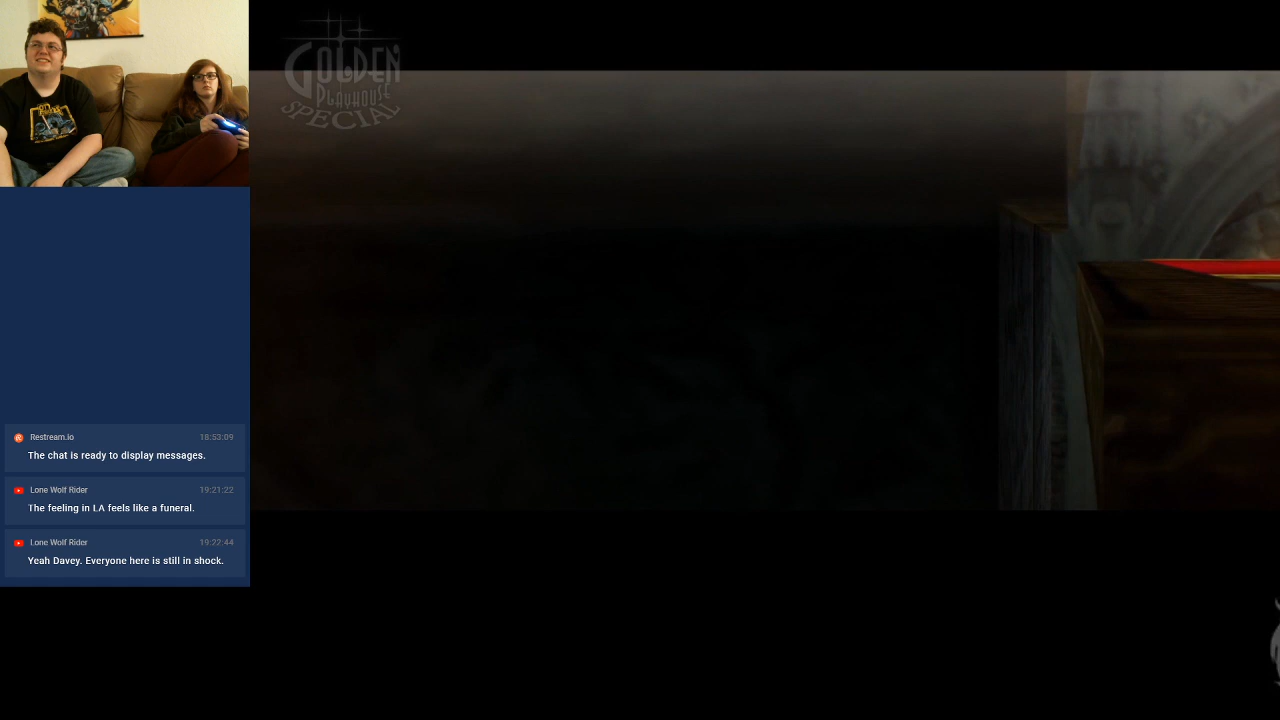 GOLDEN
PLAYHOUSE
SPECIAL
Restream.io 18:53:09
The chat is ready to display messages.
Lone Wolf Rider 19:21:22
The feeling in LA feels like a funeral.
Lone Wolf Rider 19:22:44
Yeah Davey. Everyone here is still in shock.